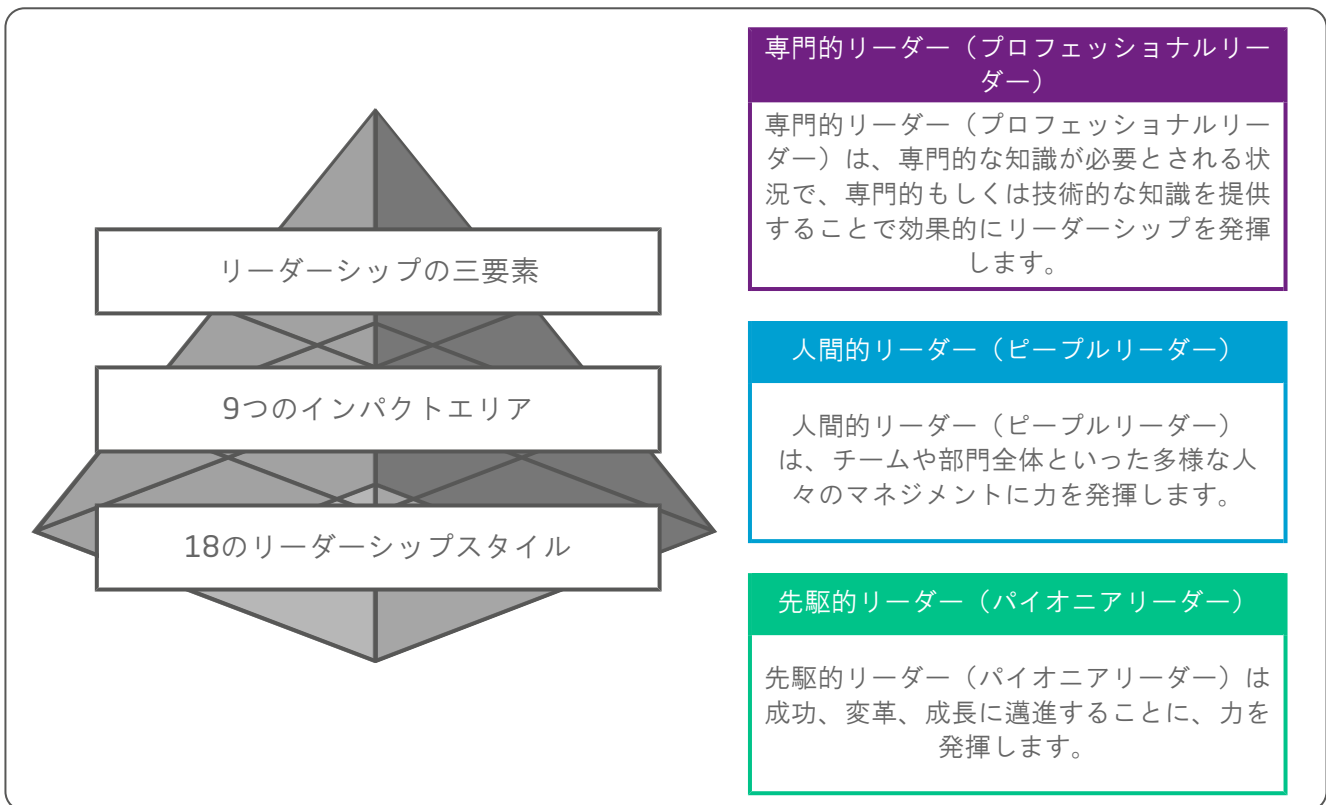 リーダーシップの三要素
9つのインパクトエリア
18のリーダーシップスタイル
専門的リーダー（プロフェッショナルリー
ダー）
専門的リーダー（プロフェッショナルリー
ダー）は、専門的な知識が必要とされる状
況で、専門的もしくは技術的な知識を提供
することで効果的にリーダーシップを発揮
します。
人間的リーダー（ピープルリーダー）
人間的リーダー（ピープルリーダー）
は、チームや部門全体といった多様な人
々のマネジメントに力を発揮します。
先駆的リーダー（パイオニアリーダー）
先駆的リーダー（パイオニアリーダー）は
成功、変革、成長に邁進することに、力を
発揮します。